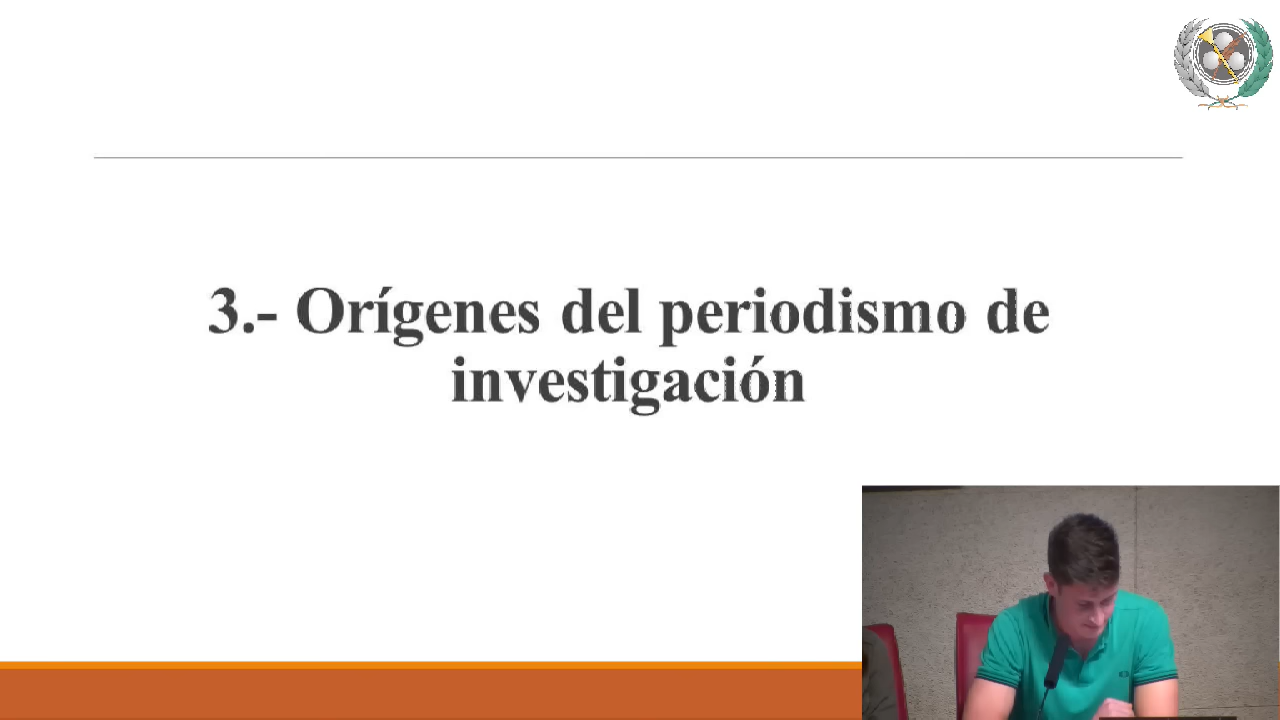 3.- Orígenes del periodismo de
investigación